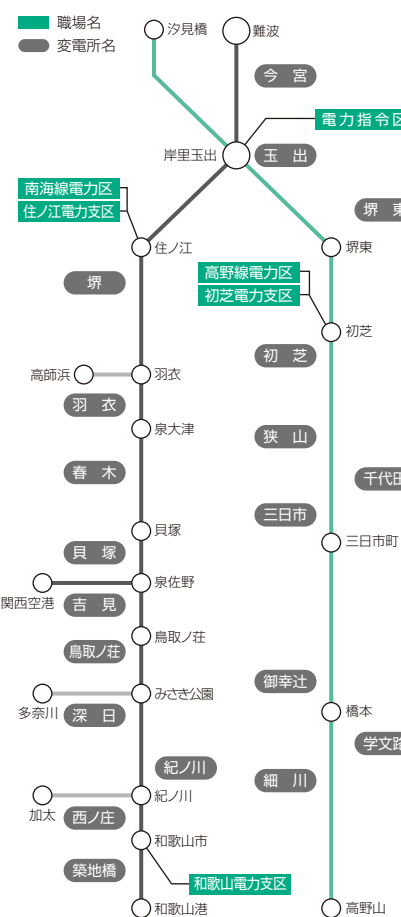 職場名
変電所名
汐見橋
難波
今宮
電力指令区
岸里玉出
玉出
南海線電力区
住ノ江電力支区
堺東
住ノ江
堺東
高野線電力区
初芝電力支区
堺
初芝
初芝
高師浜
羽衣
羽衣
泉大津
狭山
春木
千代田
三日市
貝塚
三日市町
貝塚
泉佐野
関西空港
吉見
鳥取ノ荘
鳥取ノ荘
御幸辻
みさき公園
多奈川
深日
橋本
学文路
紀ノ川
細川
紀ノ川
加太
西ノ庄
和歌山市
築地橋
和歌山電力支区
和歌山港
高野山